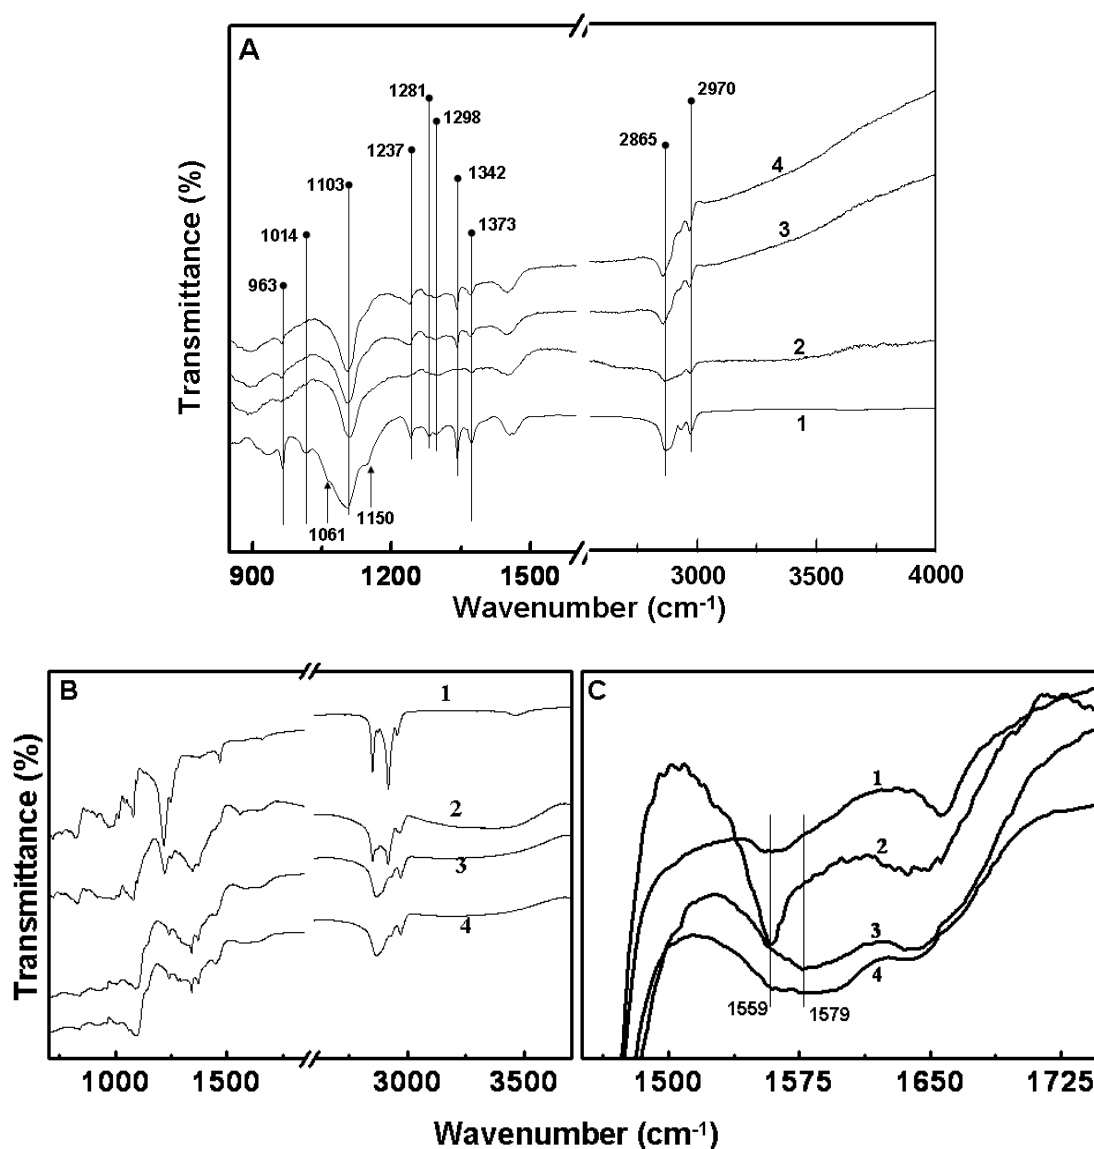 A
1281
2970
1298
2865
1237
4
1342
1103
3
1373
1014
963
2
1
1150
1061
Transmittance (%)
900 1200 1500 3000 3500 4000
Wavenumber (cm-1)
B
1
2
3
4
Transmittance (%)
1000 1500 3000 3500
C
1
2
3
4
1559
1579
1500 1575 1650 1725
Wavenumber (cm-1)